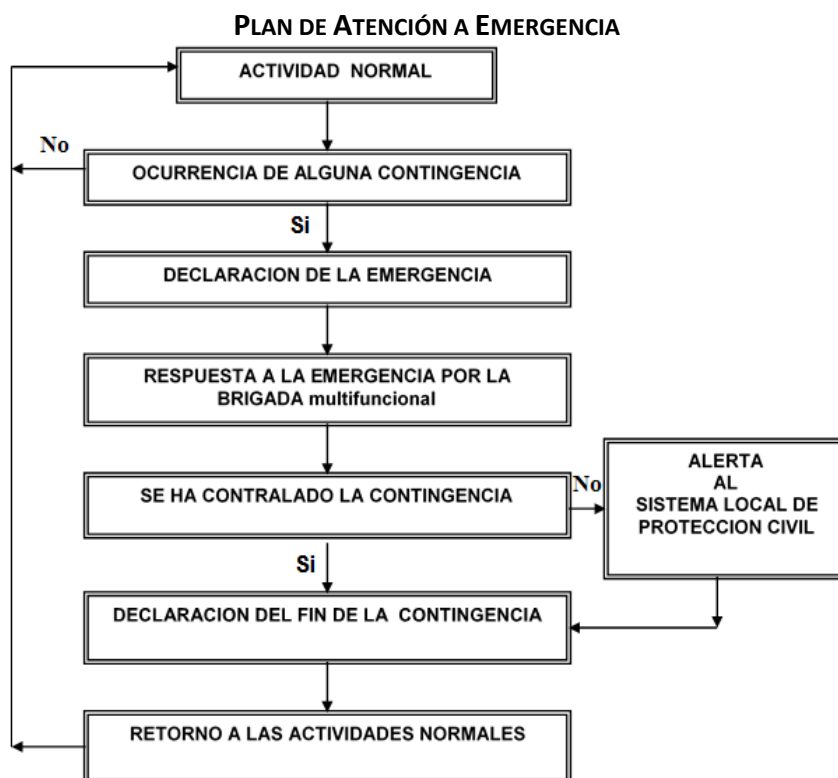 PLAN DE ATENCIÓN A EMERGENCIA
ACTIVIDAD NORMAL
No
OCURRENCIA DE ALGUNA CONTINGENCIA
Si
DECLARACION DE LA EMERGENCIA
RESPUESTA A LA EMERGENCIA POR LA
BRIGADA multifuncional
SE HA CONTRALADO LA CONTINGENCIA
No
ALERTA
AL
SISTEMA LOCAL DE
PROTECCION CIVIL
Si
DECLARACION DEL FIN DE LA CONTINGENCIA
RETORNO A LAS ACTIVIDADES NORMALES